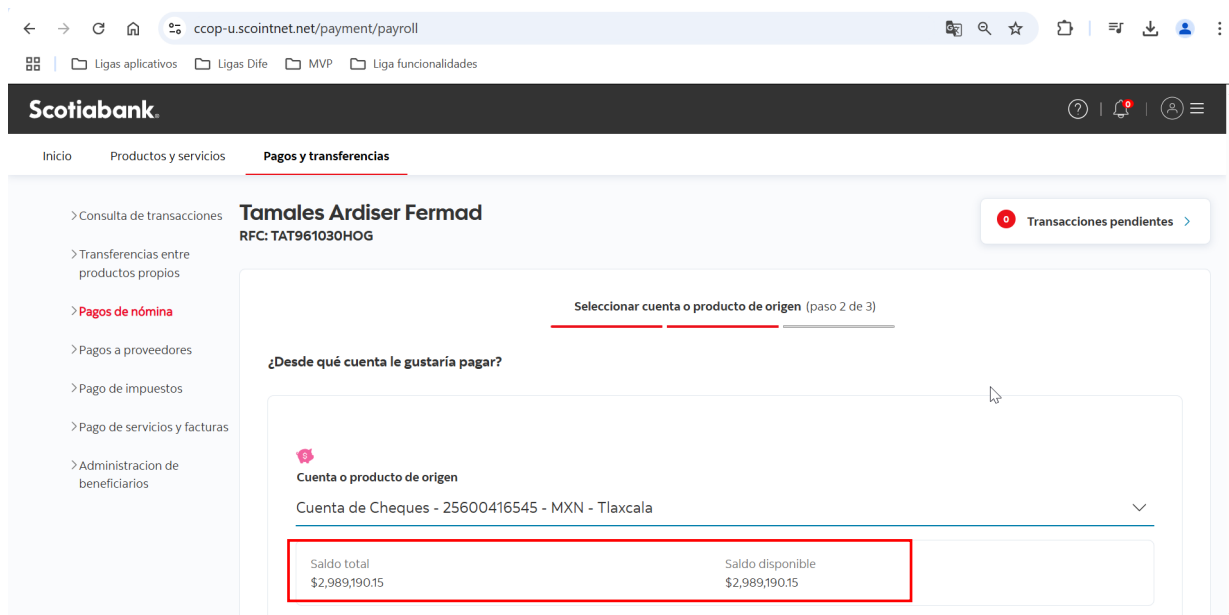 ccop-u.scointnet.net/payment/payroll
Ligas aplicativos
Ligas Dife
MVP
Liga funcionalidades
Scotiabank.
0
Inicio
Productos y servicios
Pagos y transferencias
Consulta de transacciones
Transferencias entre
productos propios
Pagos de nómina
Pagos a proveedores
Pago de impuestos
Pago de servicios y facturas
Administracion de
beneficiarios
Tamales Ardiser Fermad
RFC: TAT961030HOG
0 Transacciones pendientes
Seleccionar cuenta o producto de origen (paso 2 de 3)
¿Desde qué cuenta le gustaría pagar?
Cuenta o producto de origen
Cuenta de Cheques - 25600416545 - MXN - Tlaxcala
Saldo total
$2,989,190.15
Saldo disponible
$2,989,190.15